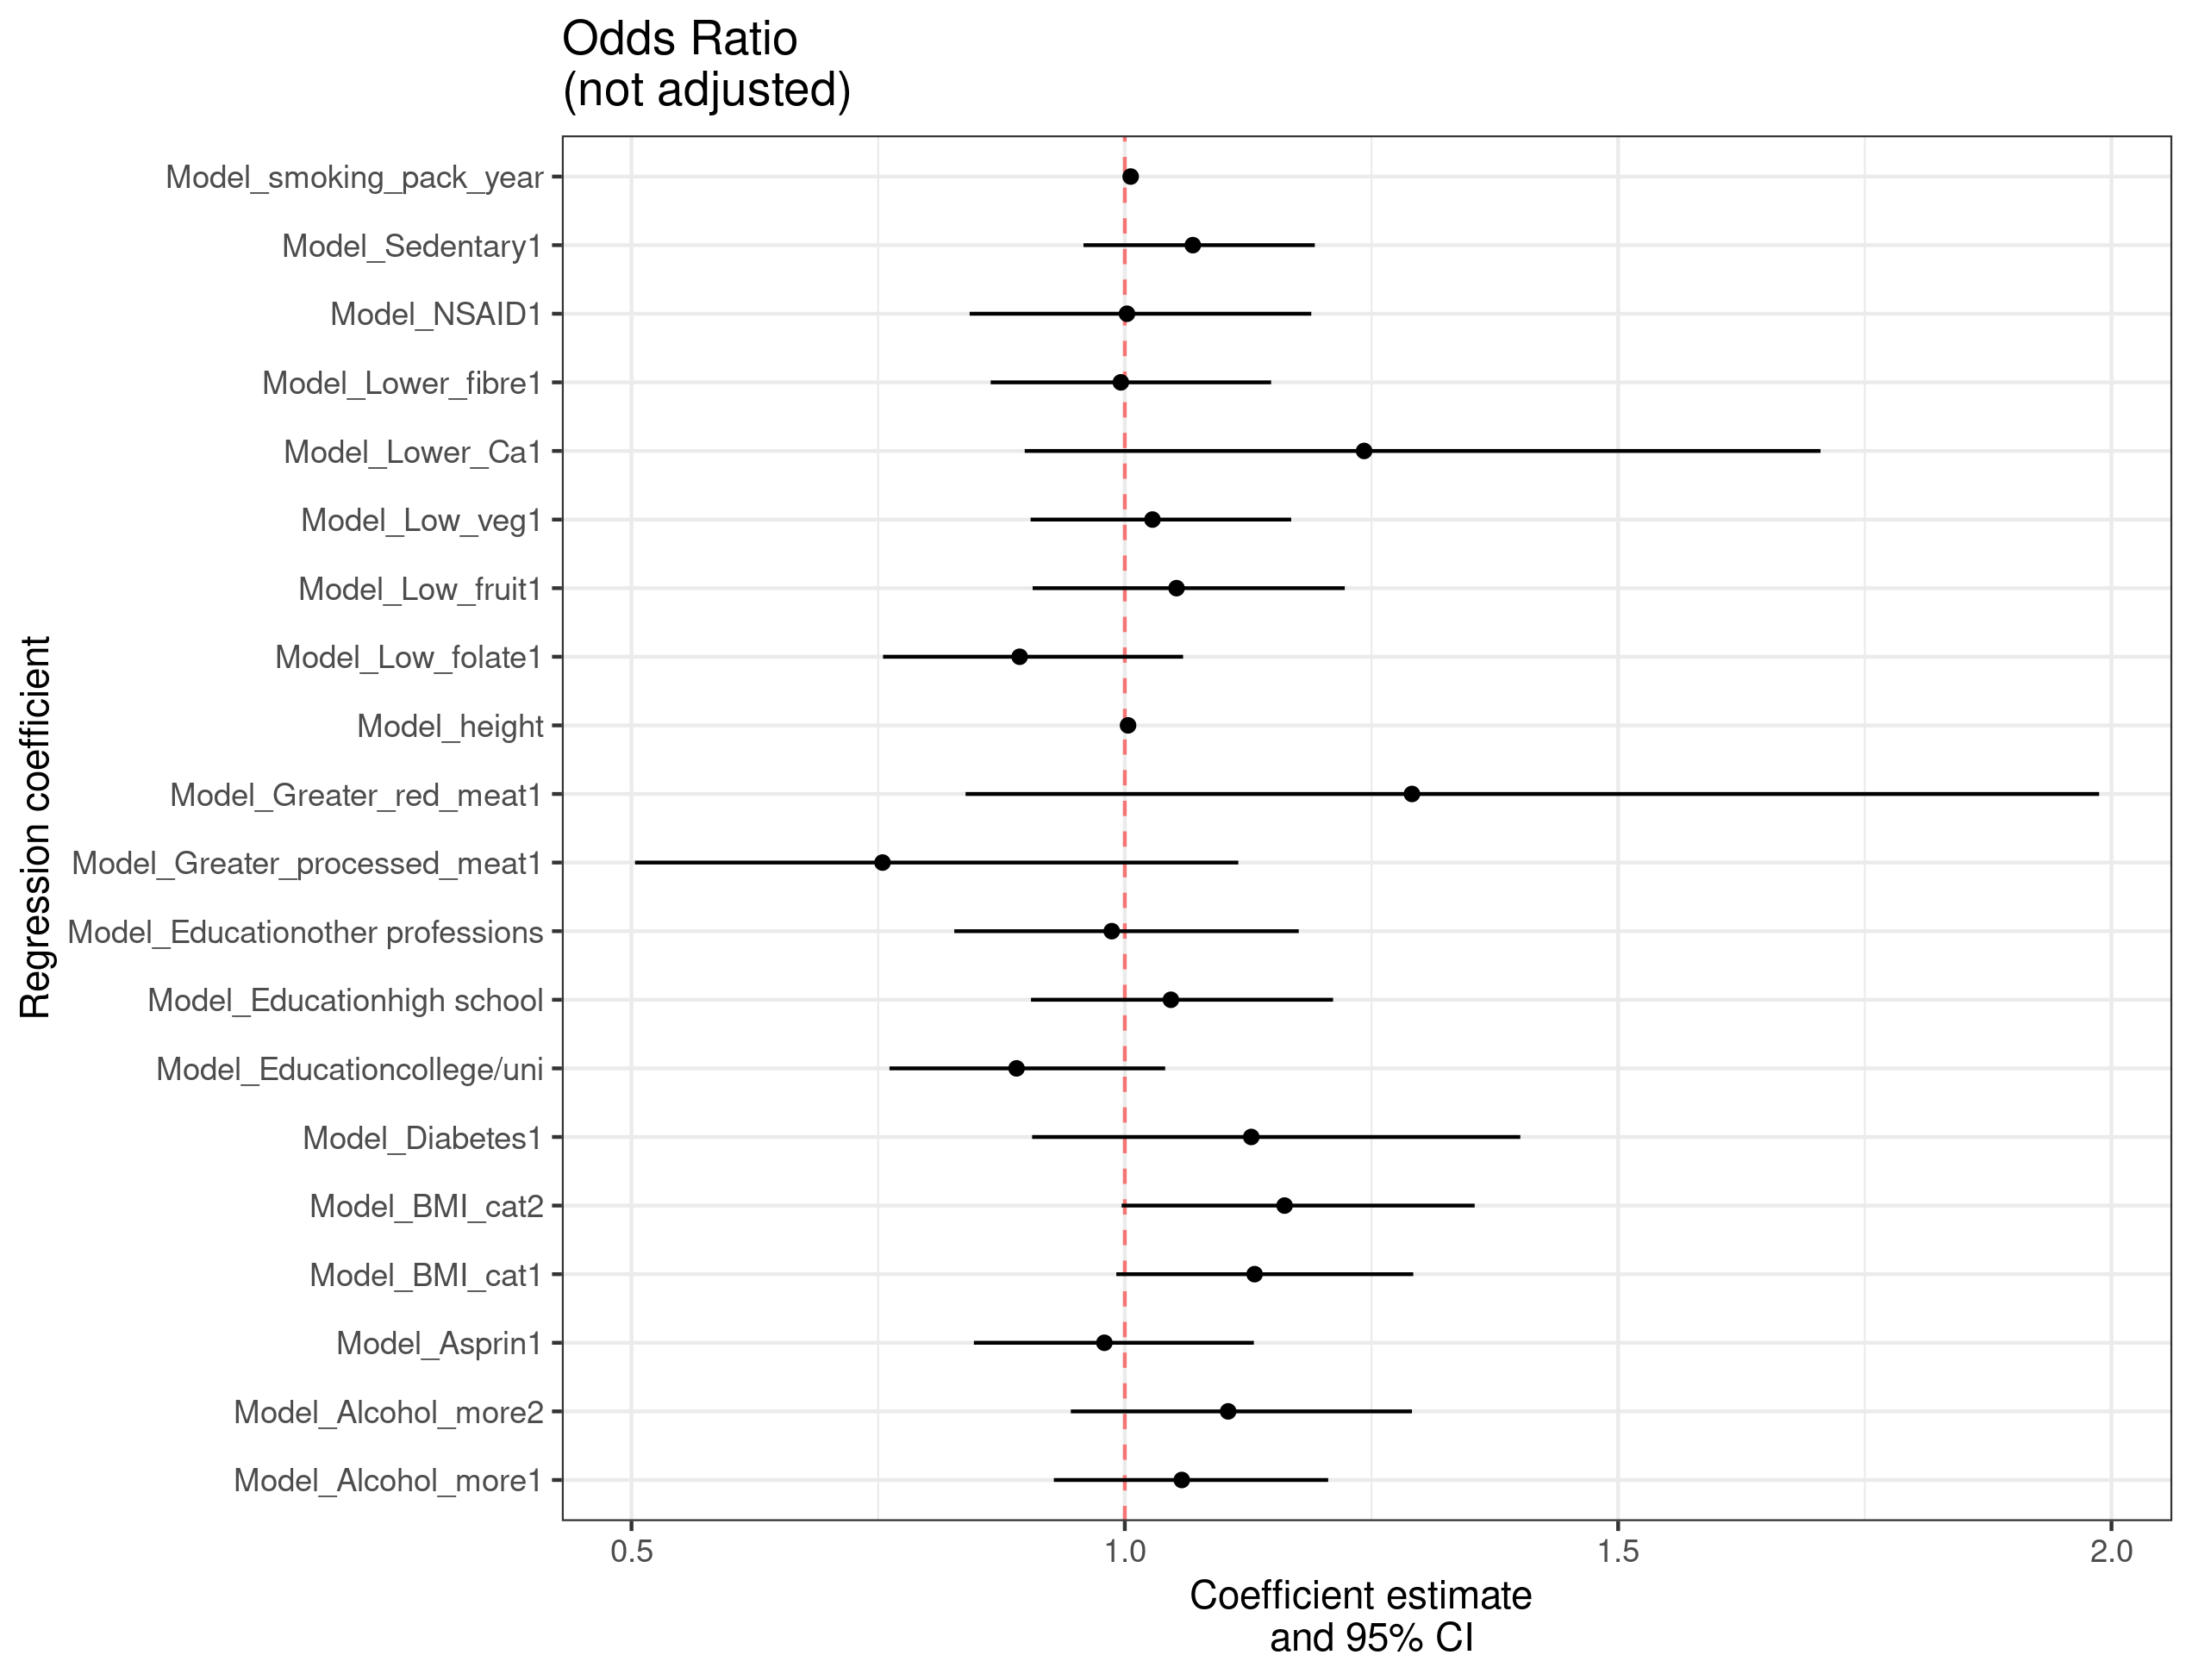 Odds Ratio
(not adjusted)
Model_smoking_pack_year
Model_Sedentary1
Model_NSAID1
Model_Lower_fibre1
Model_Lower_Ca1
Model_Low_veg1
Model_Low_fruit1
Model_Low_folate1
Model_height
Model_Greater_red_meat1
Model_Greater_processed_meat1
Model_Educationother professions
Model_Educationhigh school
Model_Educationcollege/uni
Model_Diabetes1
Model_BMI_cat2
Model_BMI_cat1
Model_Asprin1
Model_Alcohol_more2
Model_Alcohol_more1
Regression coefficient
0.5 1.0 1.5 2.0
Coefficient estimate
and 95% CI